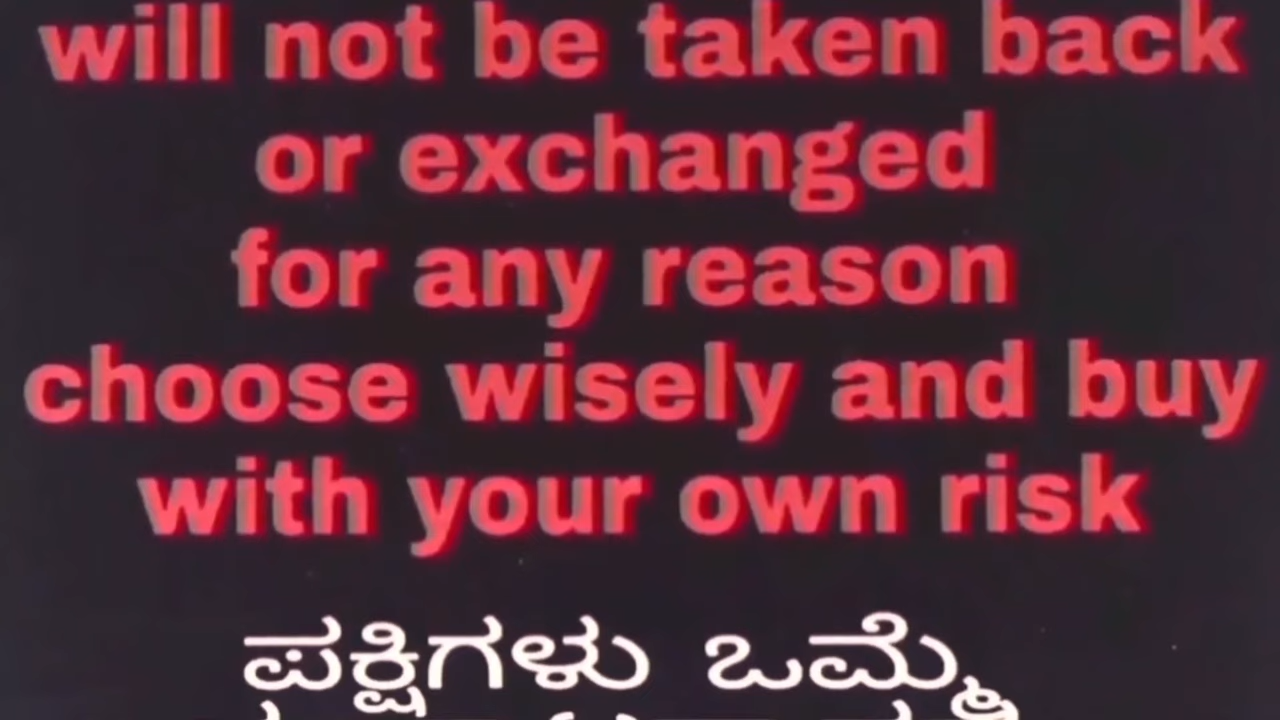 will not be taken back
or exchanged
for any reason
choose wisely and buy
with your own risk
ಪಕ್ಷಿಗಳು ಒಮ್ಮೆ